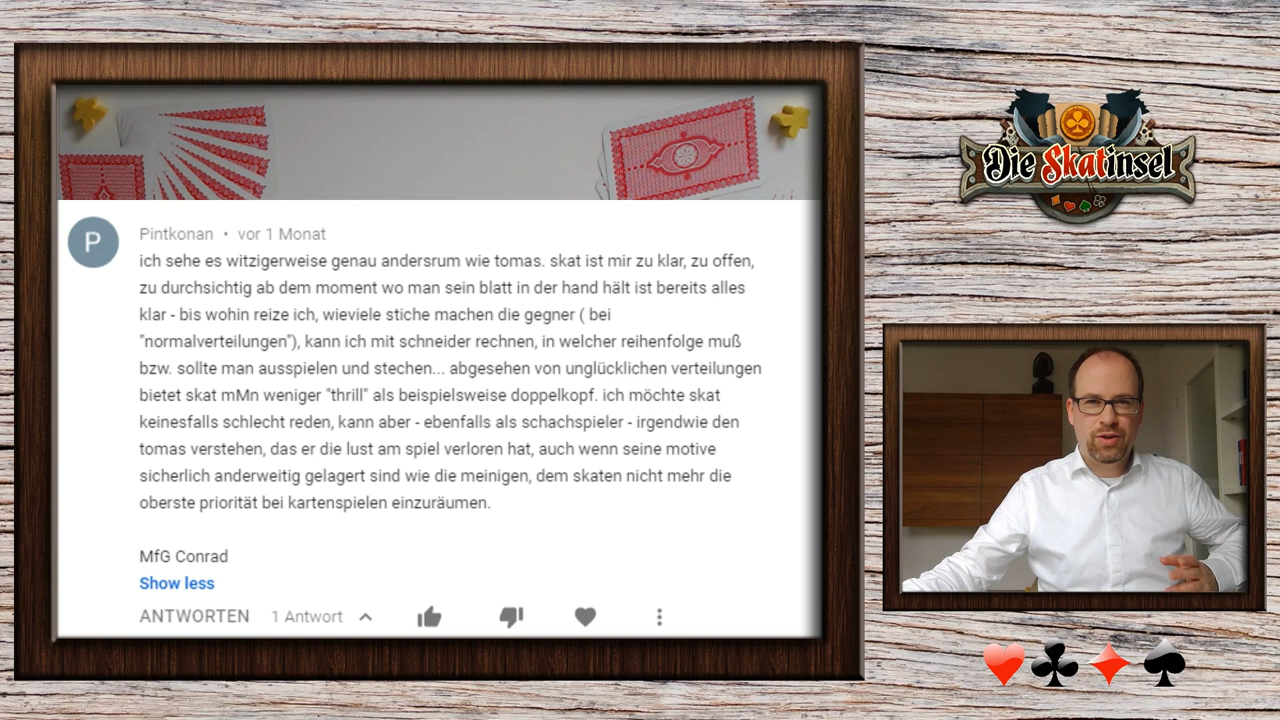 P
Pintkonan • vor 1 Monat
ich sehe es witzigerweise genau andersrum wie tomas. skat ist mir zu klar, zu offen,
zu durchsichtig ab dem moment wo man sein blatt in der hand hält ist bereits alles
klar - bis wohin reize ich, wieviele stiche machen die gegner ( bei
"normalverteilungen"), kann ich mit schneider rechnen, in welcher reihenfolge muß
bzw. sollte man ausspielen und stechen... abgesehen von unglücklichen verteilungen
bietet skat mMn weniger "thrill" als beispielsweise doppelkopf. ich möchte skat
keinesfalls schlecht reden, kann aber - ebenfalls als schachspieler - irgendwie den
tomas verstehen, das er die lust am spiel verloren hat, auch wenn seine motive
sicherlich anderweitig gelagert sind wie die meinigen, dem skaten nicht mehr die
oberste priorität bei kartenspielen einzuräumen.
MfG Conrad
Show less
ANTWORTEN 1 Antwort
Die Skatinsel